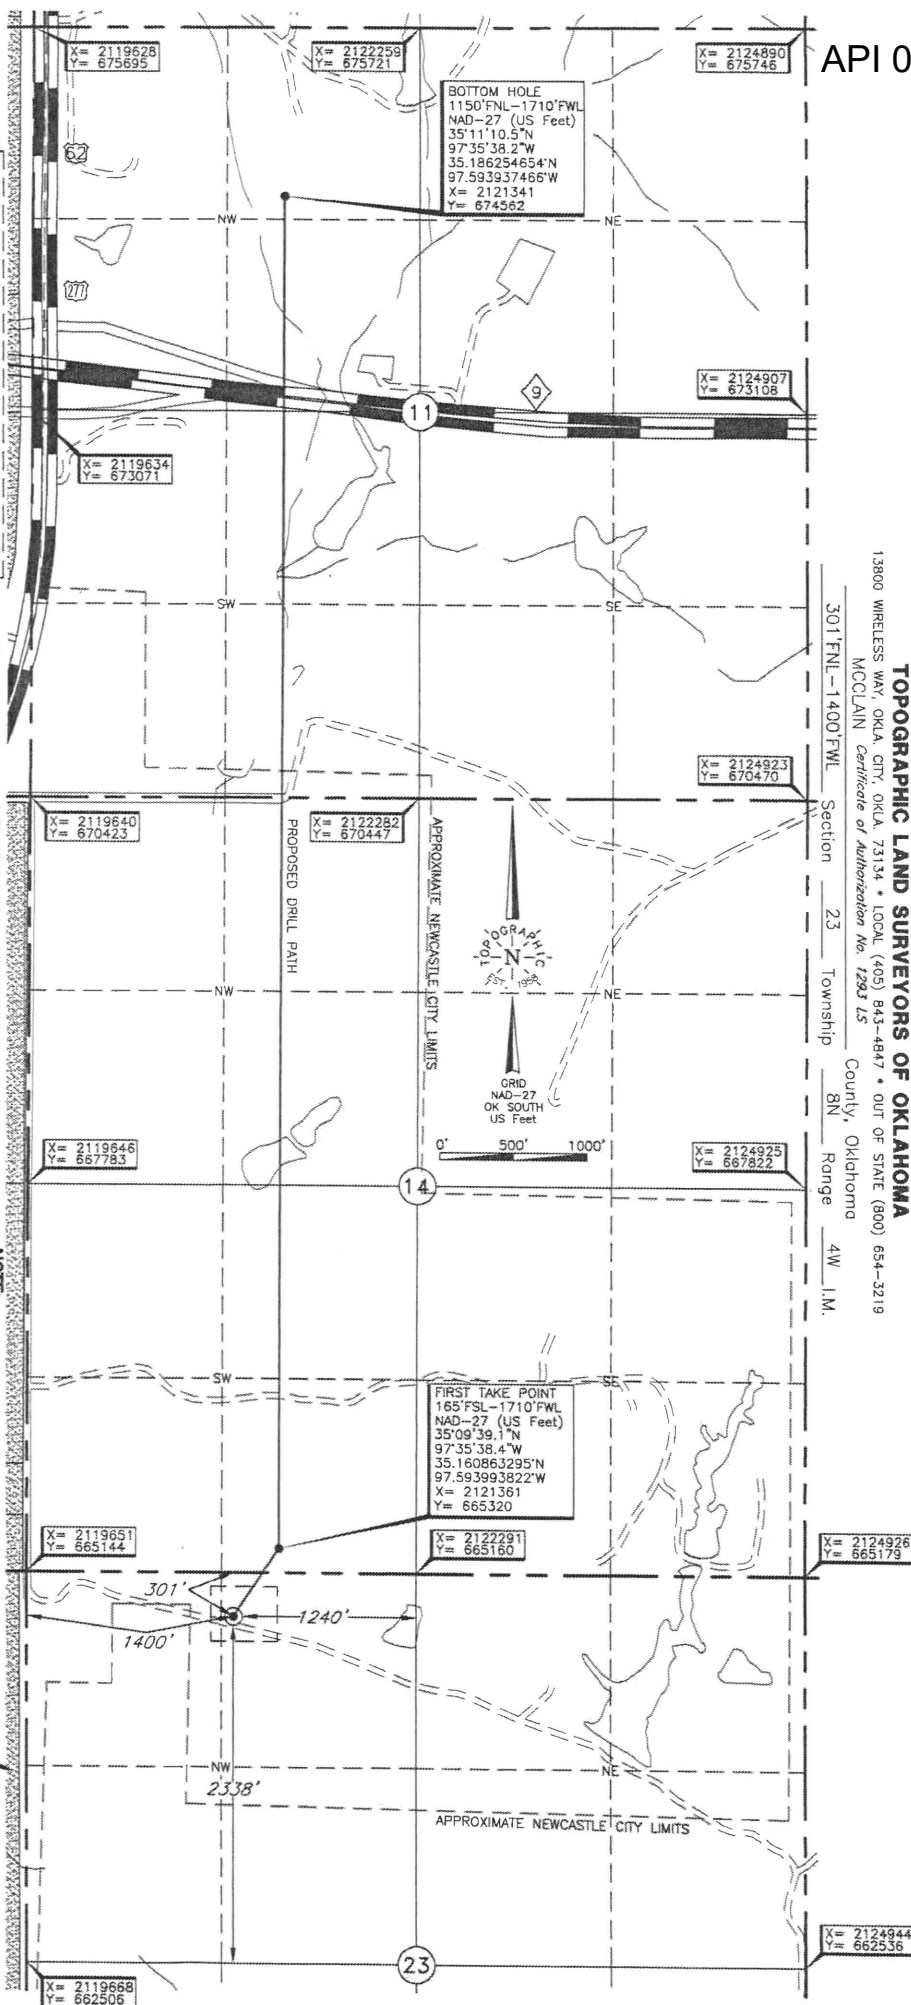 API 0
X= 2119628
Y= 675695
X= 2122259
Y= 675721
X= 2124890
Y= 675746
BOTTOM HOLE
1150'FNL-1710'FWL
NAD-27 (US Feet)
35°11'10.5"N
97°35'38.2"W
35.186254654°N
97.593937466°W
X= 2121341
Y= 674562
62
NW
NE
277
9
X= 2124907
Y= 673108
11
X= 2119634
Y= 673071
SW
SE
X= 2124923
Y= 670470
X= 2119640
Y= 670423
X= 2122282
Y= 670447
PROPOSED DRILL PATH
APPROXIMATE NEWCASTLE CITY LIMITS
TOPOGRAPHIC
N
EST. 1958
NW
NE
GRID
NAD-27
OK SOUTH
US Feet
0' 500' 1000'
X= 2119646
Y= 667783
X= 2124925
Y= 667822
14
SW
SE
FIRST TAKE POINT
165'FSL-1710'FWL
NAD-27 (US Feet)
35°09'39.1"N
97°35'38.4"W
35.160863295°N
97.593993822°W
X= 2121361
Y= 665320
X= 2119651
Y= 665144
X= 2122291
Y= 665160
X= 2124926
Y= 665179
301'
1400'
1240'
NW
NE
2338'
APPROXIMATE NEWCASTLE CITY LIMITS
X= 2124944
Y= 662536
23
X= 2119668
Y= 662506
TOPOGRAPHIC LAND SURVEYORS OF OKLAHOMA
13800 WIRELESS WAY, OKLA. CITY, OKLA. 73134 * LOCAL (405) 843-4847 * OUT OF STATE (800) 654-3219
Certificate of Authorization No. 1293 LS
MCCLAIN County, Oklahoma
301'FNL-1400'FWL Section 23 Township 8N Range 4W I.M.